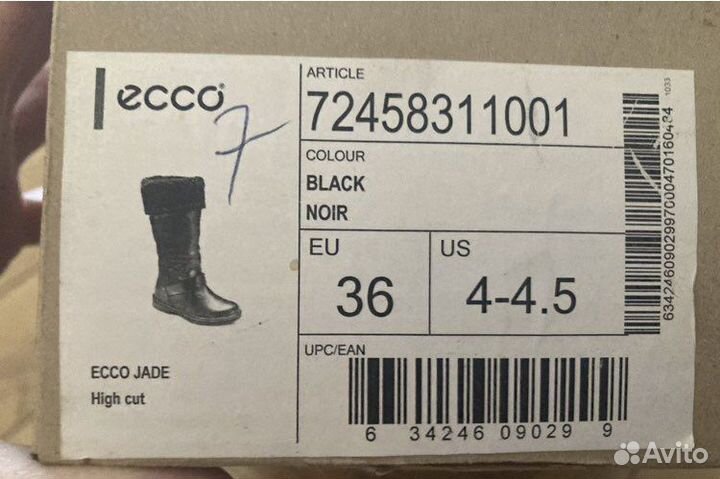 ecco
7
ARTICLE
72458311001
COLOUR
BLACK
NOIR
EU
36
US
4-4.5
UPC/EAN
6 34246 09029 9
ECCO JADE
High cut
1033
Avito